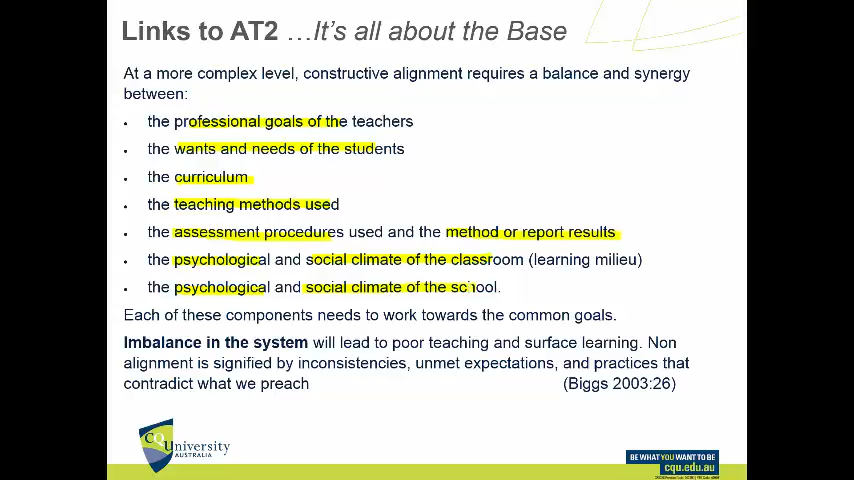 Links to AT2 …It's all about the Base
At a more complex level, constructive alignment requires a balance and synergy
between:
• the professional goals of the teachers
• the wants and needs of the students
• the curriculum
• the teaching methods used
• the assessment procedures used and the method or report results
• the psychological and social climate of the classroom (learning milieu)
• the psychological and social climate of the school.
Each of these components needs to work towards the common goals.
Imbalance in the system will lead to poor teaching and surface learning. Non
alignment is signified by inconsistencies, unmet expectations, and practices that
contradict what we preach (Biggs 2003:26)
CQUniversity
AUSTRALIA
BE WHAT YOU WANT TO BE
cqu.edu.au